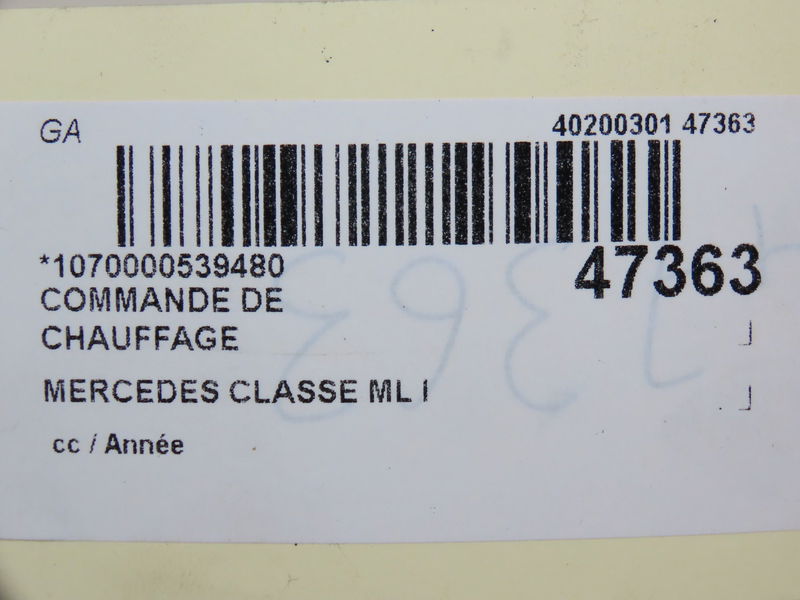 GA
40200301 47363
*1070000539480
47363
COMMANDE DE
CHAUFFAGE
MERCEDES CLASSE ML I
cc / Année